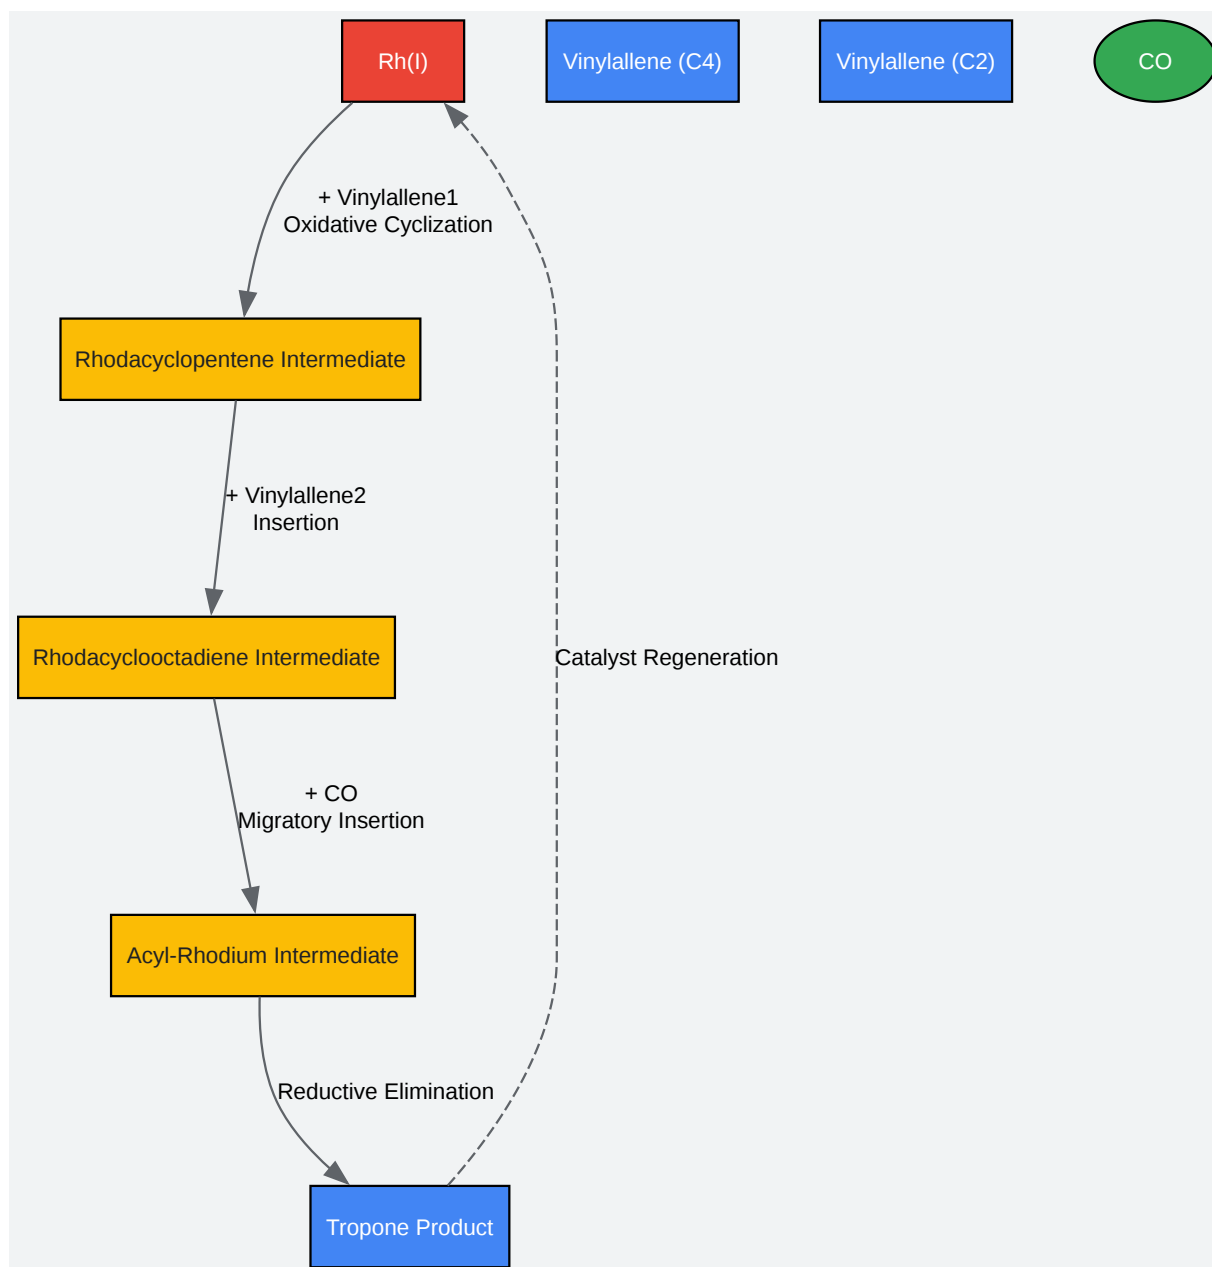 Rh(I)
Vinylallene (C4)
Vinylallene (C2)
CO
+ Vinylallene1
Oxidative Cyclization
Rhodacyclopentene Intermediate
+ Vinylallene2
Insertion
Rhodacyclooctadiene Intermediate
Catalyst Regeneration
+ CO
Migratory Insertion
Acyl-Rhodium Intermediate
Reductive Elimination
Tropone Product